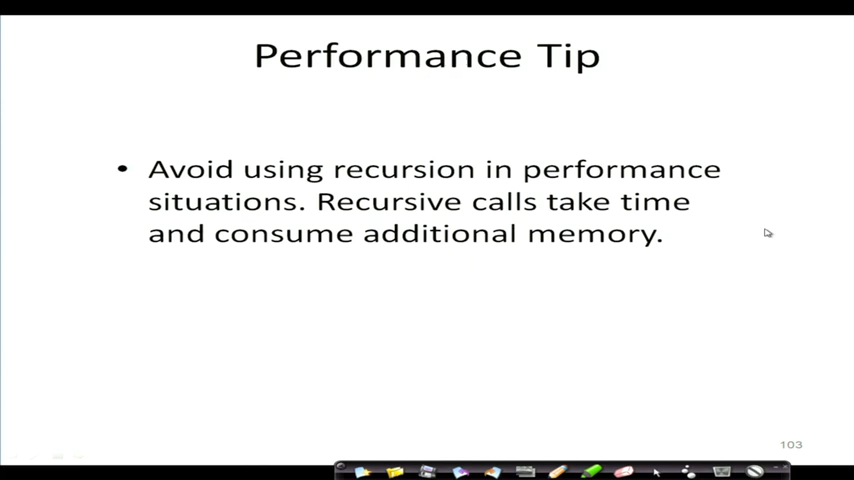 Performance Tip
• Avoid using recursion in performance
situations. Recursive calls take time
and consume additional memory.
103